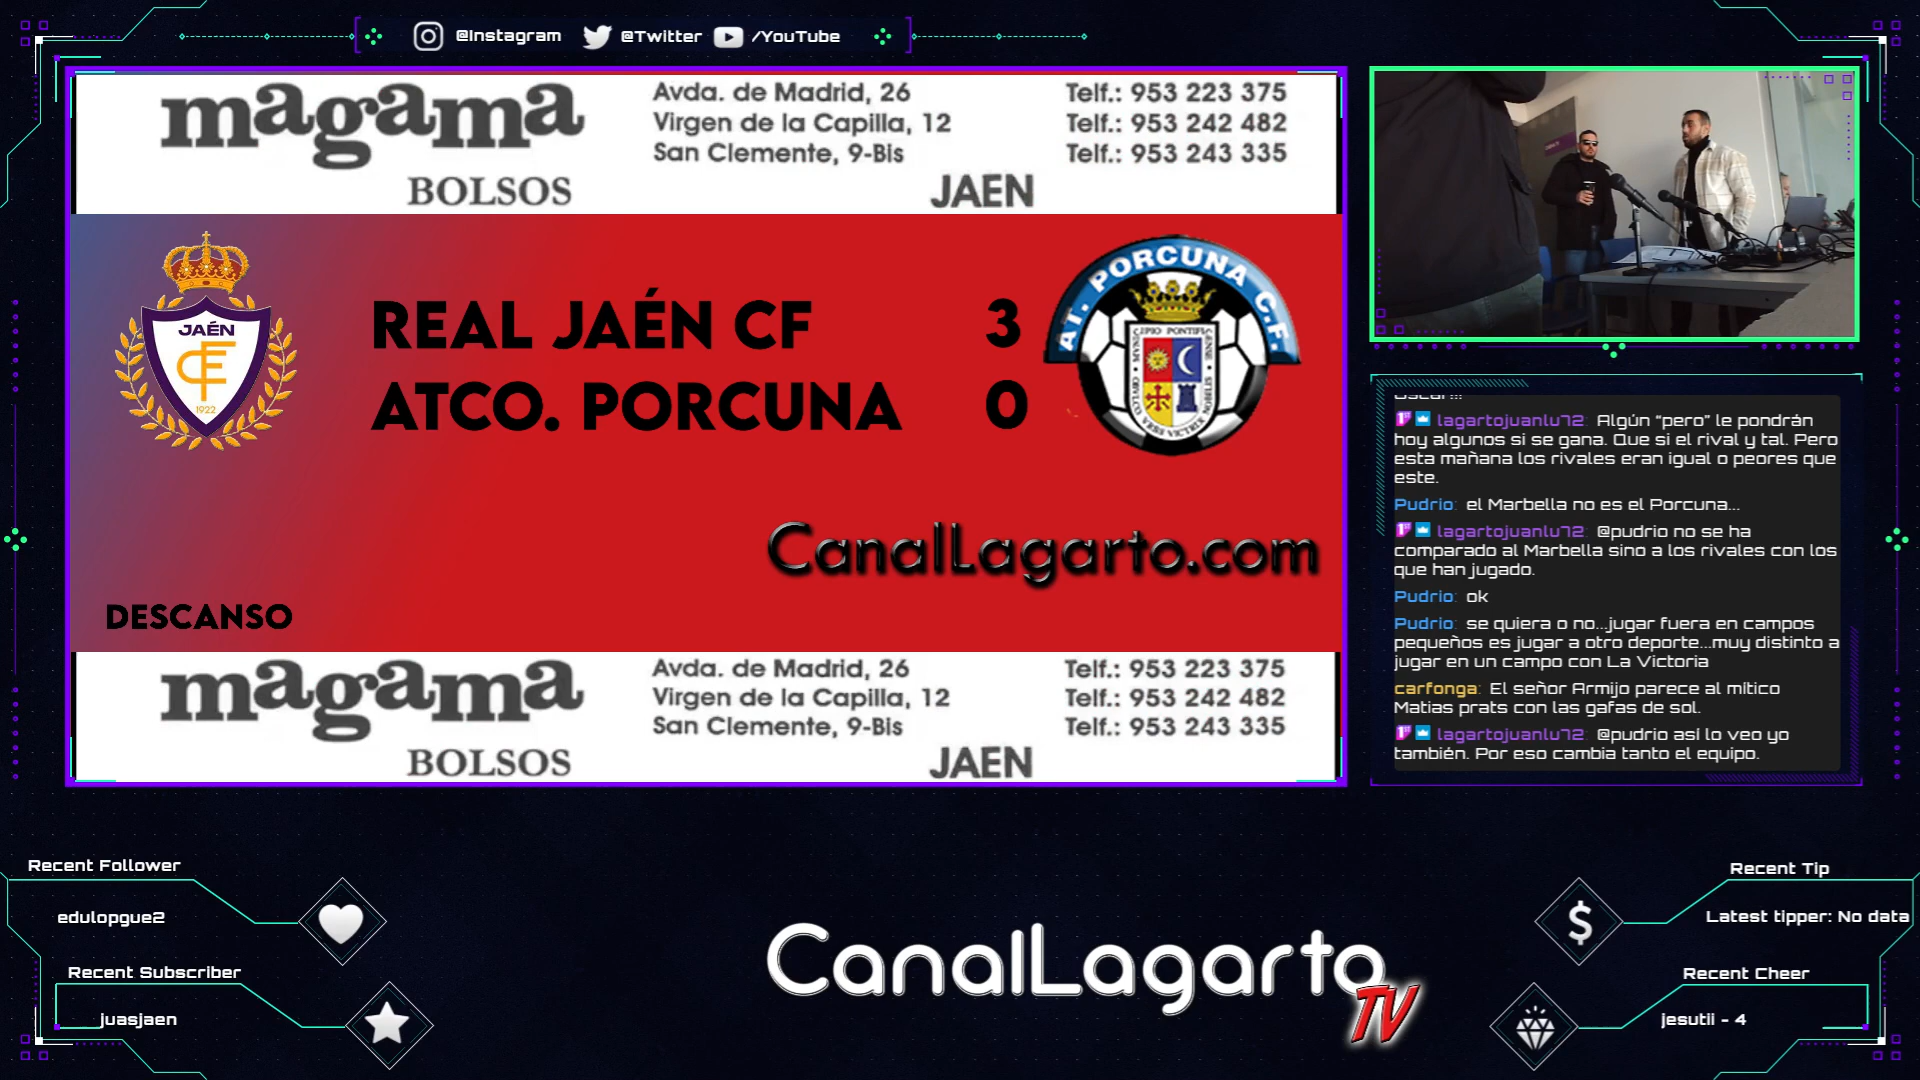 @Instagram @Twitter /YouTube
magama
BOLSOS
Avda. de Madrid, 26
Virgen de la Capilla, 12
San Clemente, 9-Bis
Telf.: 953 223 375
Telf.: 953 242 482
Telf.: 953 243 335
JAEN
JAÉN
CF
1922
REAL JAÉN CF 3
ATCO. PORCUNA 0
AT. PORCUNA C.F.
CanalLagarto.com
DESCANSO
magama
BOLSOS
Avda. de Madrid, 26
Virgen de la Capilla, 12
San Clemente, 9-Bis
Telf.: 953 223 375
Telf.: 953 242 482
Telf.: 953 243 335
JAEN
lagartojuanlu72: Algún “pero” le pondrán
hoy algunos si se gana. Que si el rival y tal. Pero
esta mañana los rivales eran igual o peores que
este.
Pudrio: el Marbella no es el Porcuna...
lagartojuanlu72: @pudrio no se ha
comparado al Marbella sino a los rivales con los
que han jugado.
Pudrio: ok
Pudrio: se quiera o no...jugar fuera en campos
pequeños es jugar a otro deporte...muy distinto a
jugar en un campo con La Victoria
carfonga: El señor Armijo parece al mítico
Matias prats con las gafas de sol.
lagartojuanlu72: @pudrio así lo veo yo
también. Por eso cambia tanto el equipo.
Recent Follower
edulopgue2
Recent Subscriber
juasjaen
CanalLagarto
TV
Recent Tip
Latest tipper: No data
Recent Cheer
jesutii - 4